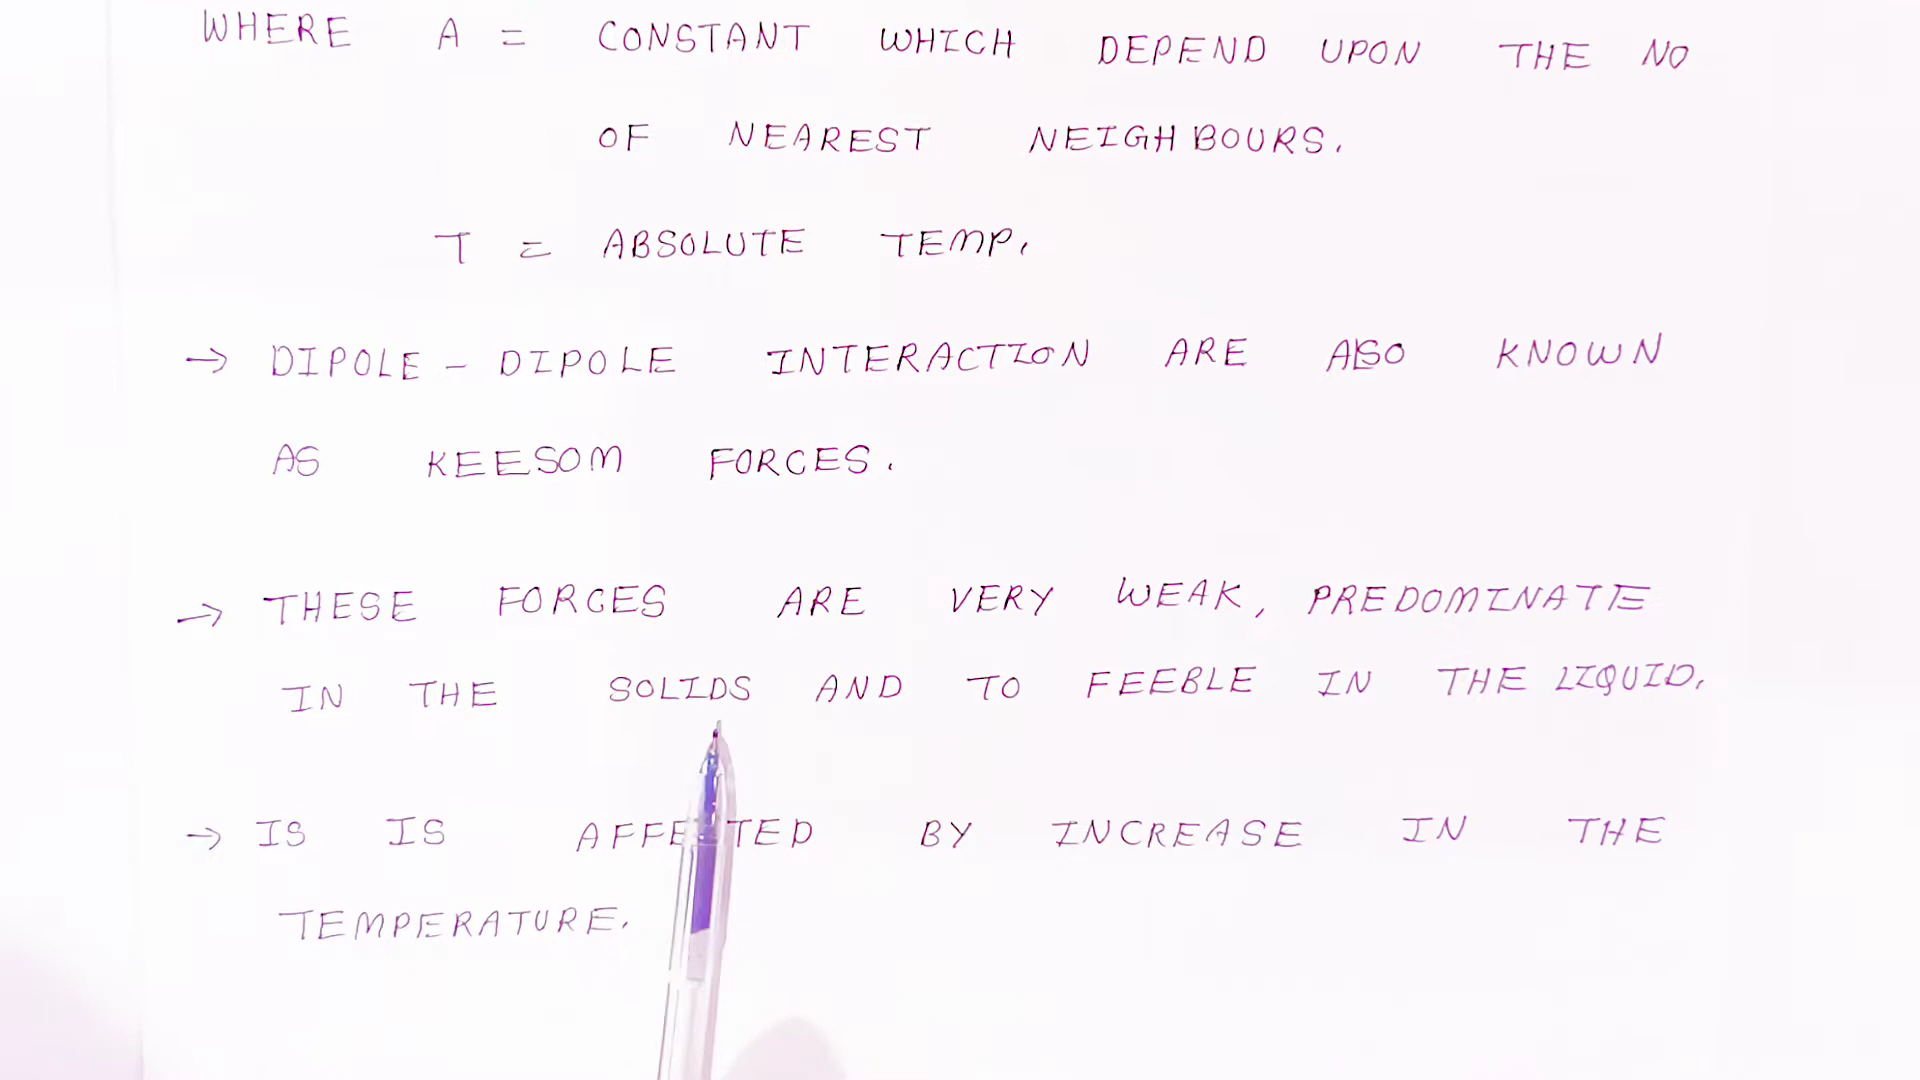 WHERE A = CONSTANT WHICH DEPEND UPON THE NO
OF NEAREST NEIGHBOURS.
T = ABSOLUTE TEMP.
→ DIPOLE - DIPOLE INTERACTION ARE ALSO KNOWN
AS KEESOM FORCES.
→ THESE FORCES ARE VERY WEAK, PREDOMINATE
IN THE SOLIDS AND TO FEEBLE IN THE LIQUID.
→ IS IS AFFECTED BY INCREASE IN THE
TEMPERATURE.